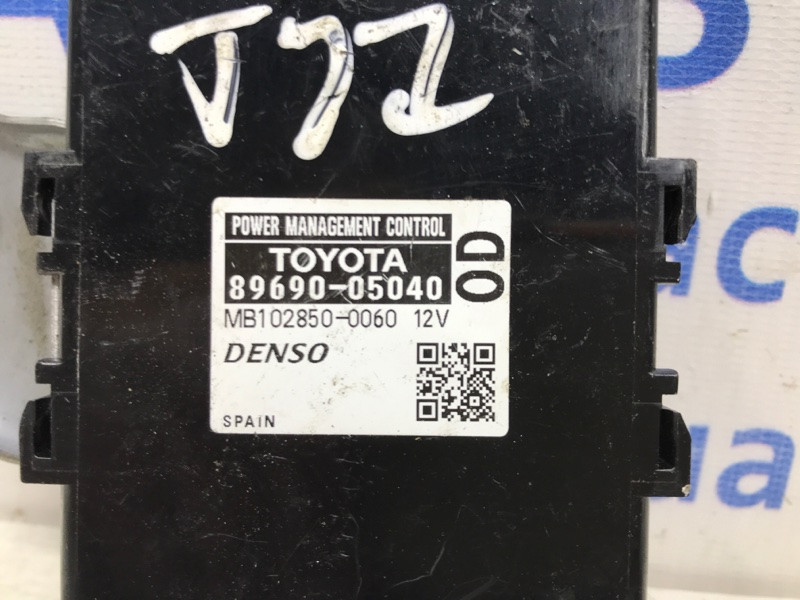 POWER MANAGEMENT CONTROL
TOYOTA
89690-05040
0D
MB102850-0060 12V
DENSO
SPAIN